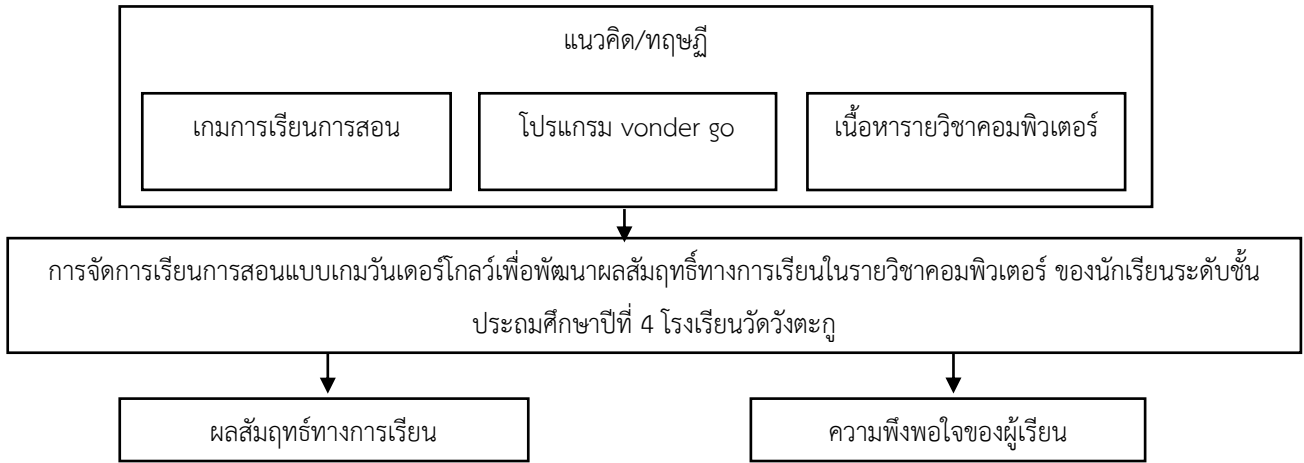 แนวคิด/ทฤษฎี
เกมการเรียนการสอน
โปรแกรม vonder go
เนื้อหารายวิชาคอมพิวเตอร์
การจัดการเรียนการสอนแบบเกมวันเดอร์โกลว์เพื่อพัฒนาผลสัมฤทธิ์ทางการเรียนในรายวิชาคอมพิวเตอร์ ของนักเรียนระดับชั้น
ประถมศึกษาปีที่ 4 โรงเรียนวัดวังตะกู
ผลสัมฤทธ์ทางการเรียน
ความพึงพอใจของผู้เรียน